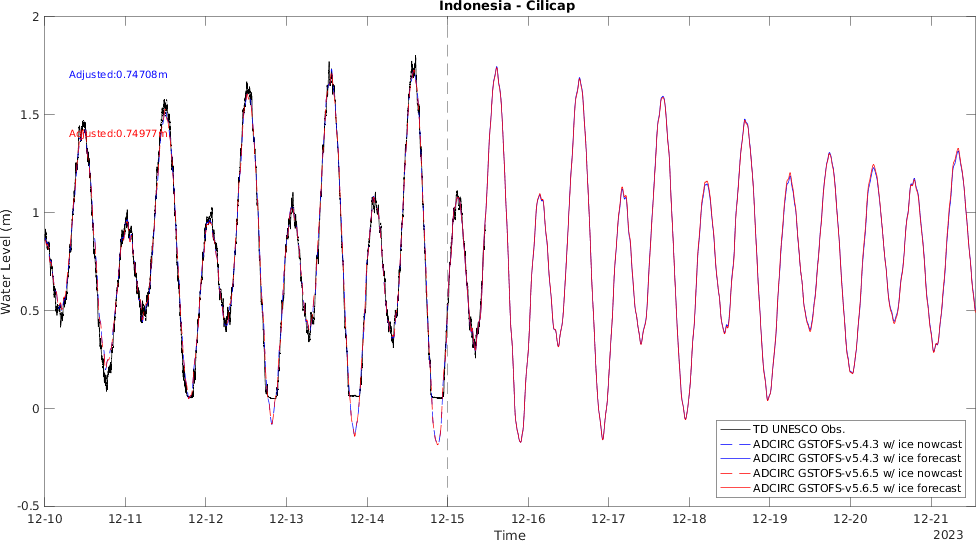 Indonesia - Cilicap
2
1.5
1
0.5
0
-0.5
Water Level (m)
Adjusted:0.74708m
Adjusted:0.74977m
TD UNESCO Obs.
ADCIRC GSTOFS-v5.4.3 w/ ice nowcast
ADCIRC GSTOFS-v5.4.3 w/ ice forecast
ADCIRC GSTOFS-v5.6.5 w/ ice nowcast
ADCIRC GSTOFS-v5.6.5 w/ ice forecast
12-10 12-11 12-12 12-13 12-14 12-15 12-16 12-17 12-18 12-19 12-20 12-21
Time
2023